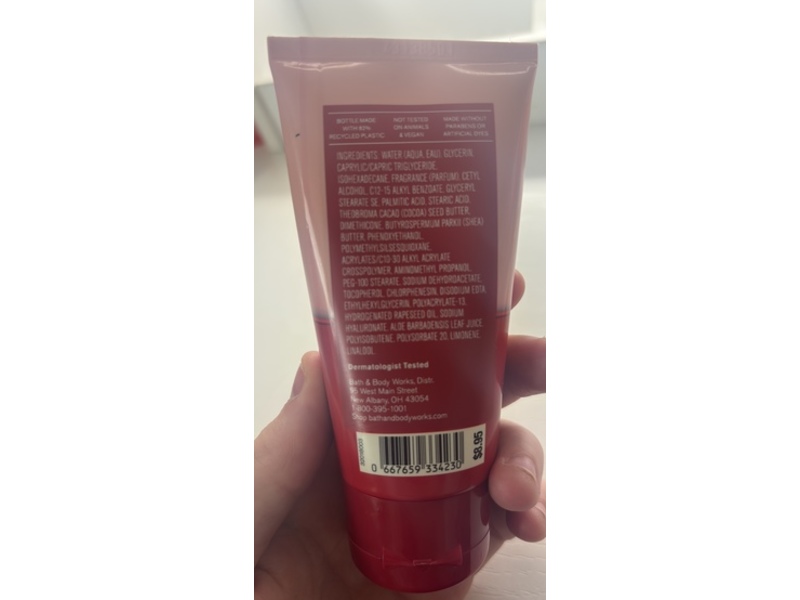 BOTTLE MADE
WITH 82%
RECYCLED PLASTIC
NOT TESTED
ON ANIMALS
& VEGAN
MADE WITHOUT
PARABENS OR
ARTIFICIAL DYES
INGREDIENTS: WATER (AQUA, EAU), GLYCERIN,
CAPRYLIC/CAPRIC TRIGLYCERIDE,
ISOHEXADECANE, FRAGRANCE (PARFUM), CETYL
ALCOHOL, C12-15 ALKYL BENZOATE, GLYCERYL
STEARATE SE, PALMITIC ACID, STEARIC ACID,
THEOBROMA CACAO (COCOA) SEED BUTTER,
DIMETHICONE, BUTYROSPERMUM PARKII (SHEA)
BUTTER, PHENOXYETHANOL,
POLYMETHYLSILSESQUIOXANE,
ACRYLATES/C10-30 ALKYL ACRYLATE
CROSSPOLYMER, AMINOMETHYL PROPANOL,
PEG-100 STEARATE, SODIUM DEHYDROACETATE,
TOCOPHEROL, CHLORPHENESIN, DISODIUM EDTA,
ETHYLHEXYLGLYCERIN, POLYACRYLATE-13,
HYDROGENATED RAPESEED OIL, SODIUM
HYALURONATE, ALOE BARBADENSIS LEAF JUICE,
POLYISOBUTENE, POLYSORBATE 20, LIMONENE,
LINALOOL.
Dermatologist Tested
Bath & Body Works, Distr.
95 West Main Street
New Albany, OH 43054
1-800-395-1001
Shop bathandbodyworks.com
$8.95
0 667659 334230